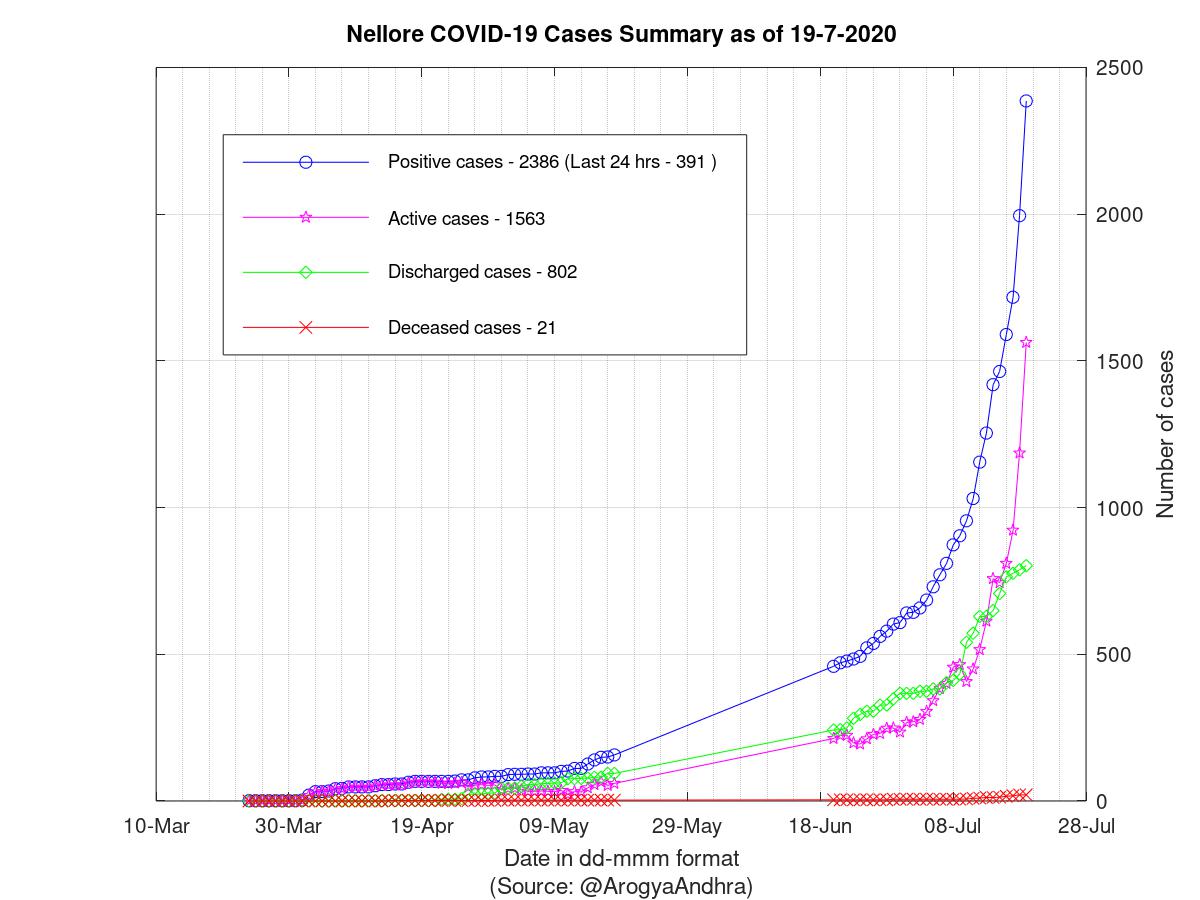 Nellore COVID-19 Cases Summary as of 19-7-2020
Positive cases - 2386 (Last 24 hrs - 391 )
Active cases - 1563
Discharged cases - 802
Deceased cases - 21
2500
2000
1500
1000
500
0
Number of cases
10-Mar 30-Mar 19-Apr 09-May 29-May 18-Jun 08-Jul 28-Jul
Date in dd-mmm format
(Source: @ArogyaAndhra)